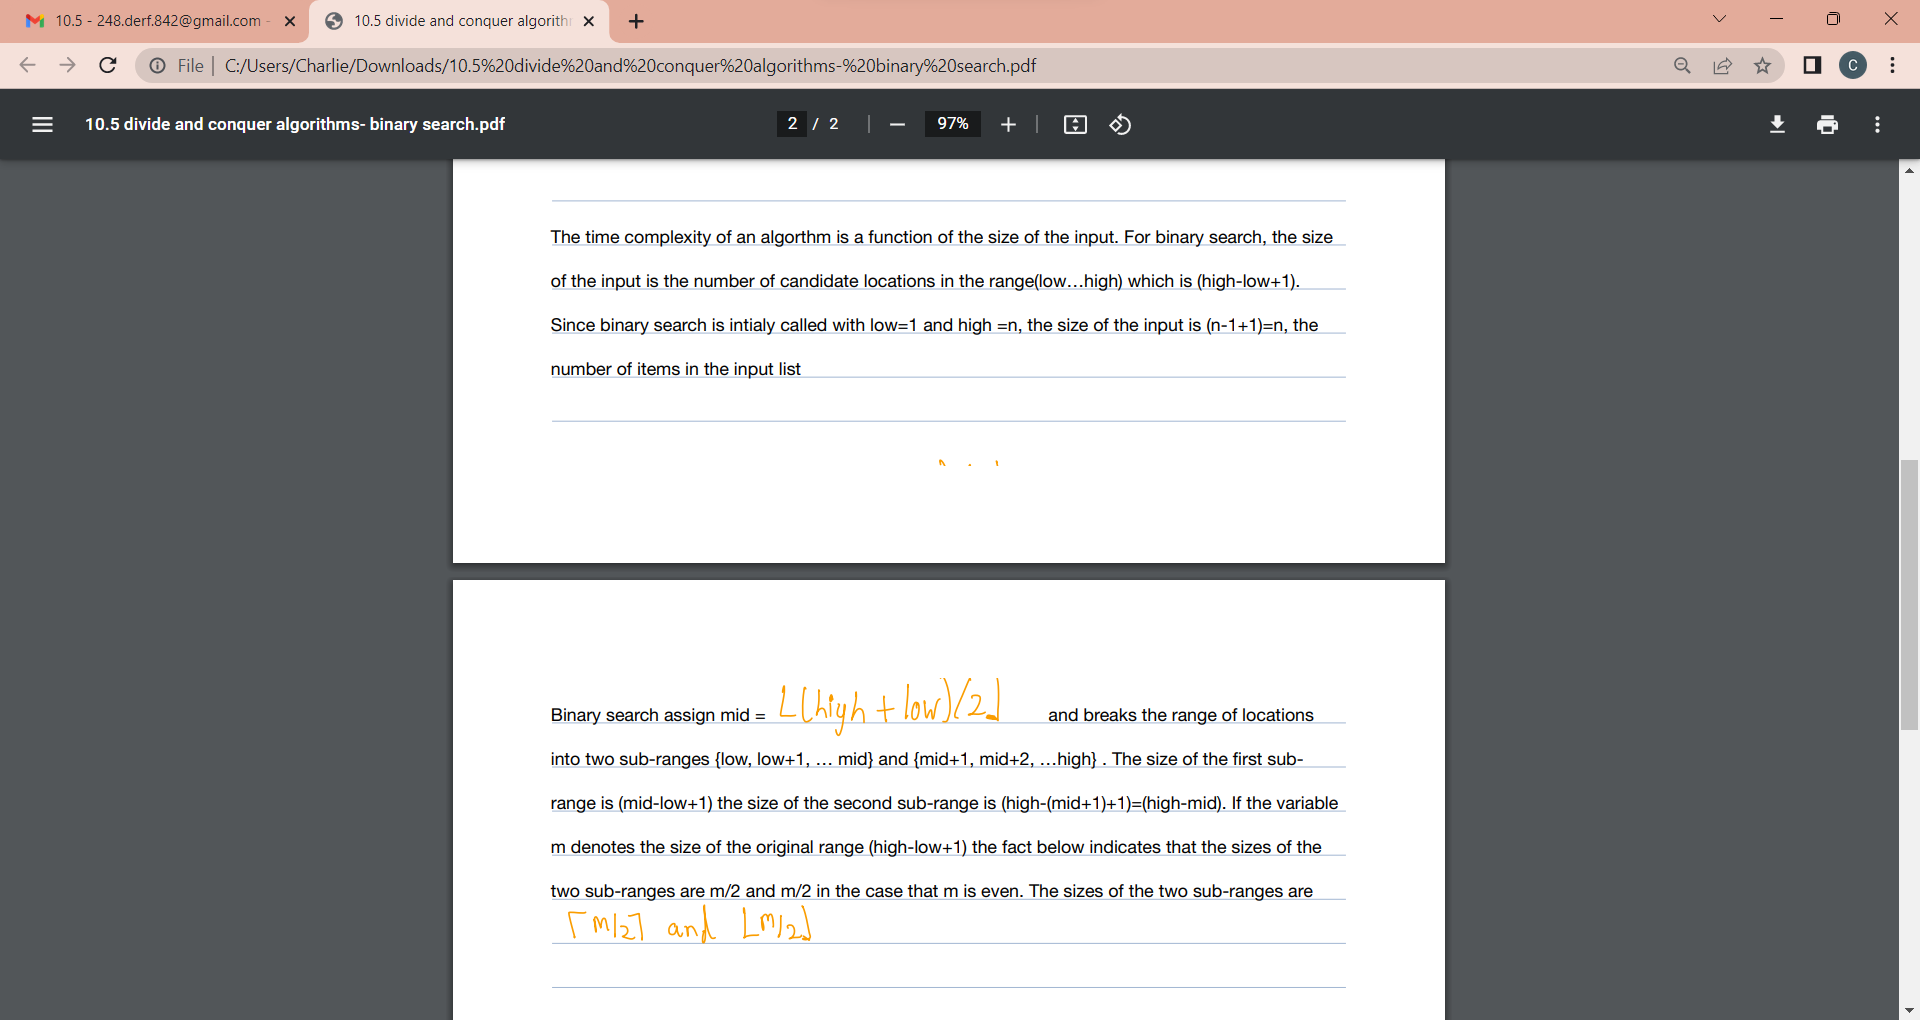 10.5 - 248.derf.842@gmail.com -
10.5 divide and conquer algorith
File | C:/Users/Charlie/Downloads/10.5%20divide%20and%20conquer%20algorithms-%20binary%20search.pdf
C
10.5 divide and conquer algorithms- binary search.pdf
2 / 2
97%
The time complexity of an algorthm is a function of the size of the input. For binary search, the size
of the input is the number of candidate locations in the range(low…high) which is (high-low+1).
Since binary search is intialy called with low=1 and high =n, the size of the input is (n-1+1)=n, the
number of items in the input list
Binary search assign mid = ⌊(high + low)/2⌋ and breaks the range of locations
into two sub-ranges {low, low+1, … mid} and {mid+1, mid+2, …high} . The size of the first sub-
range is (mid-low+1) the size of the second sub-range is (high-(mid+1)+1)=(high-mid). If the variable
m denotes the size of the original range (high-low+1) the fact below indicates that the sizes of the
two sub-ranges are m/2 and m/2 in the case that m is even. The sizes of the two sub-ranges are
⌈m/2⌉ and ⌊m/2⌋